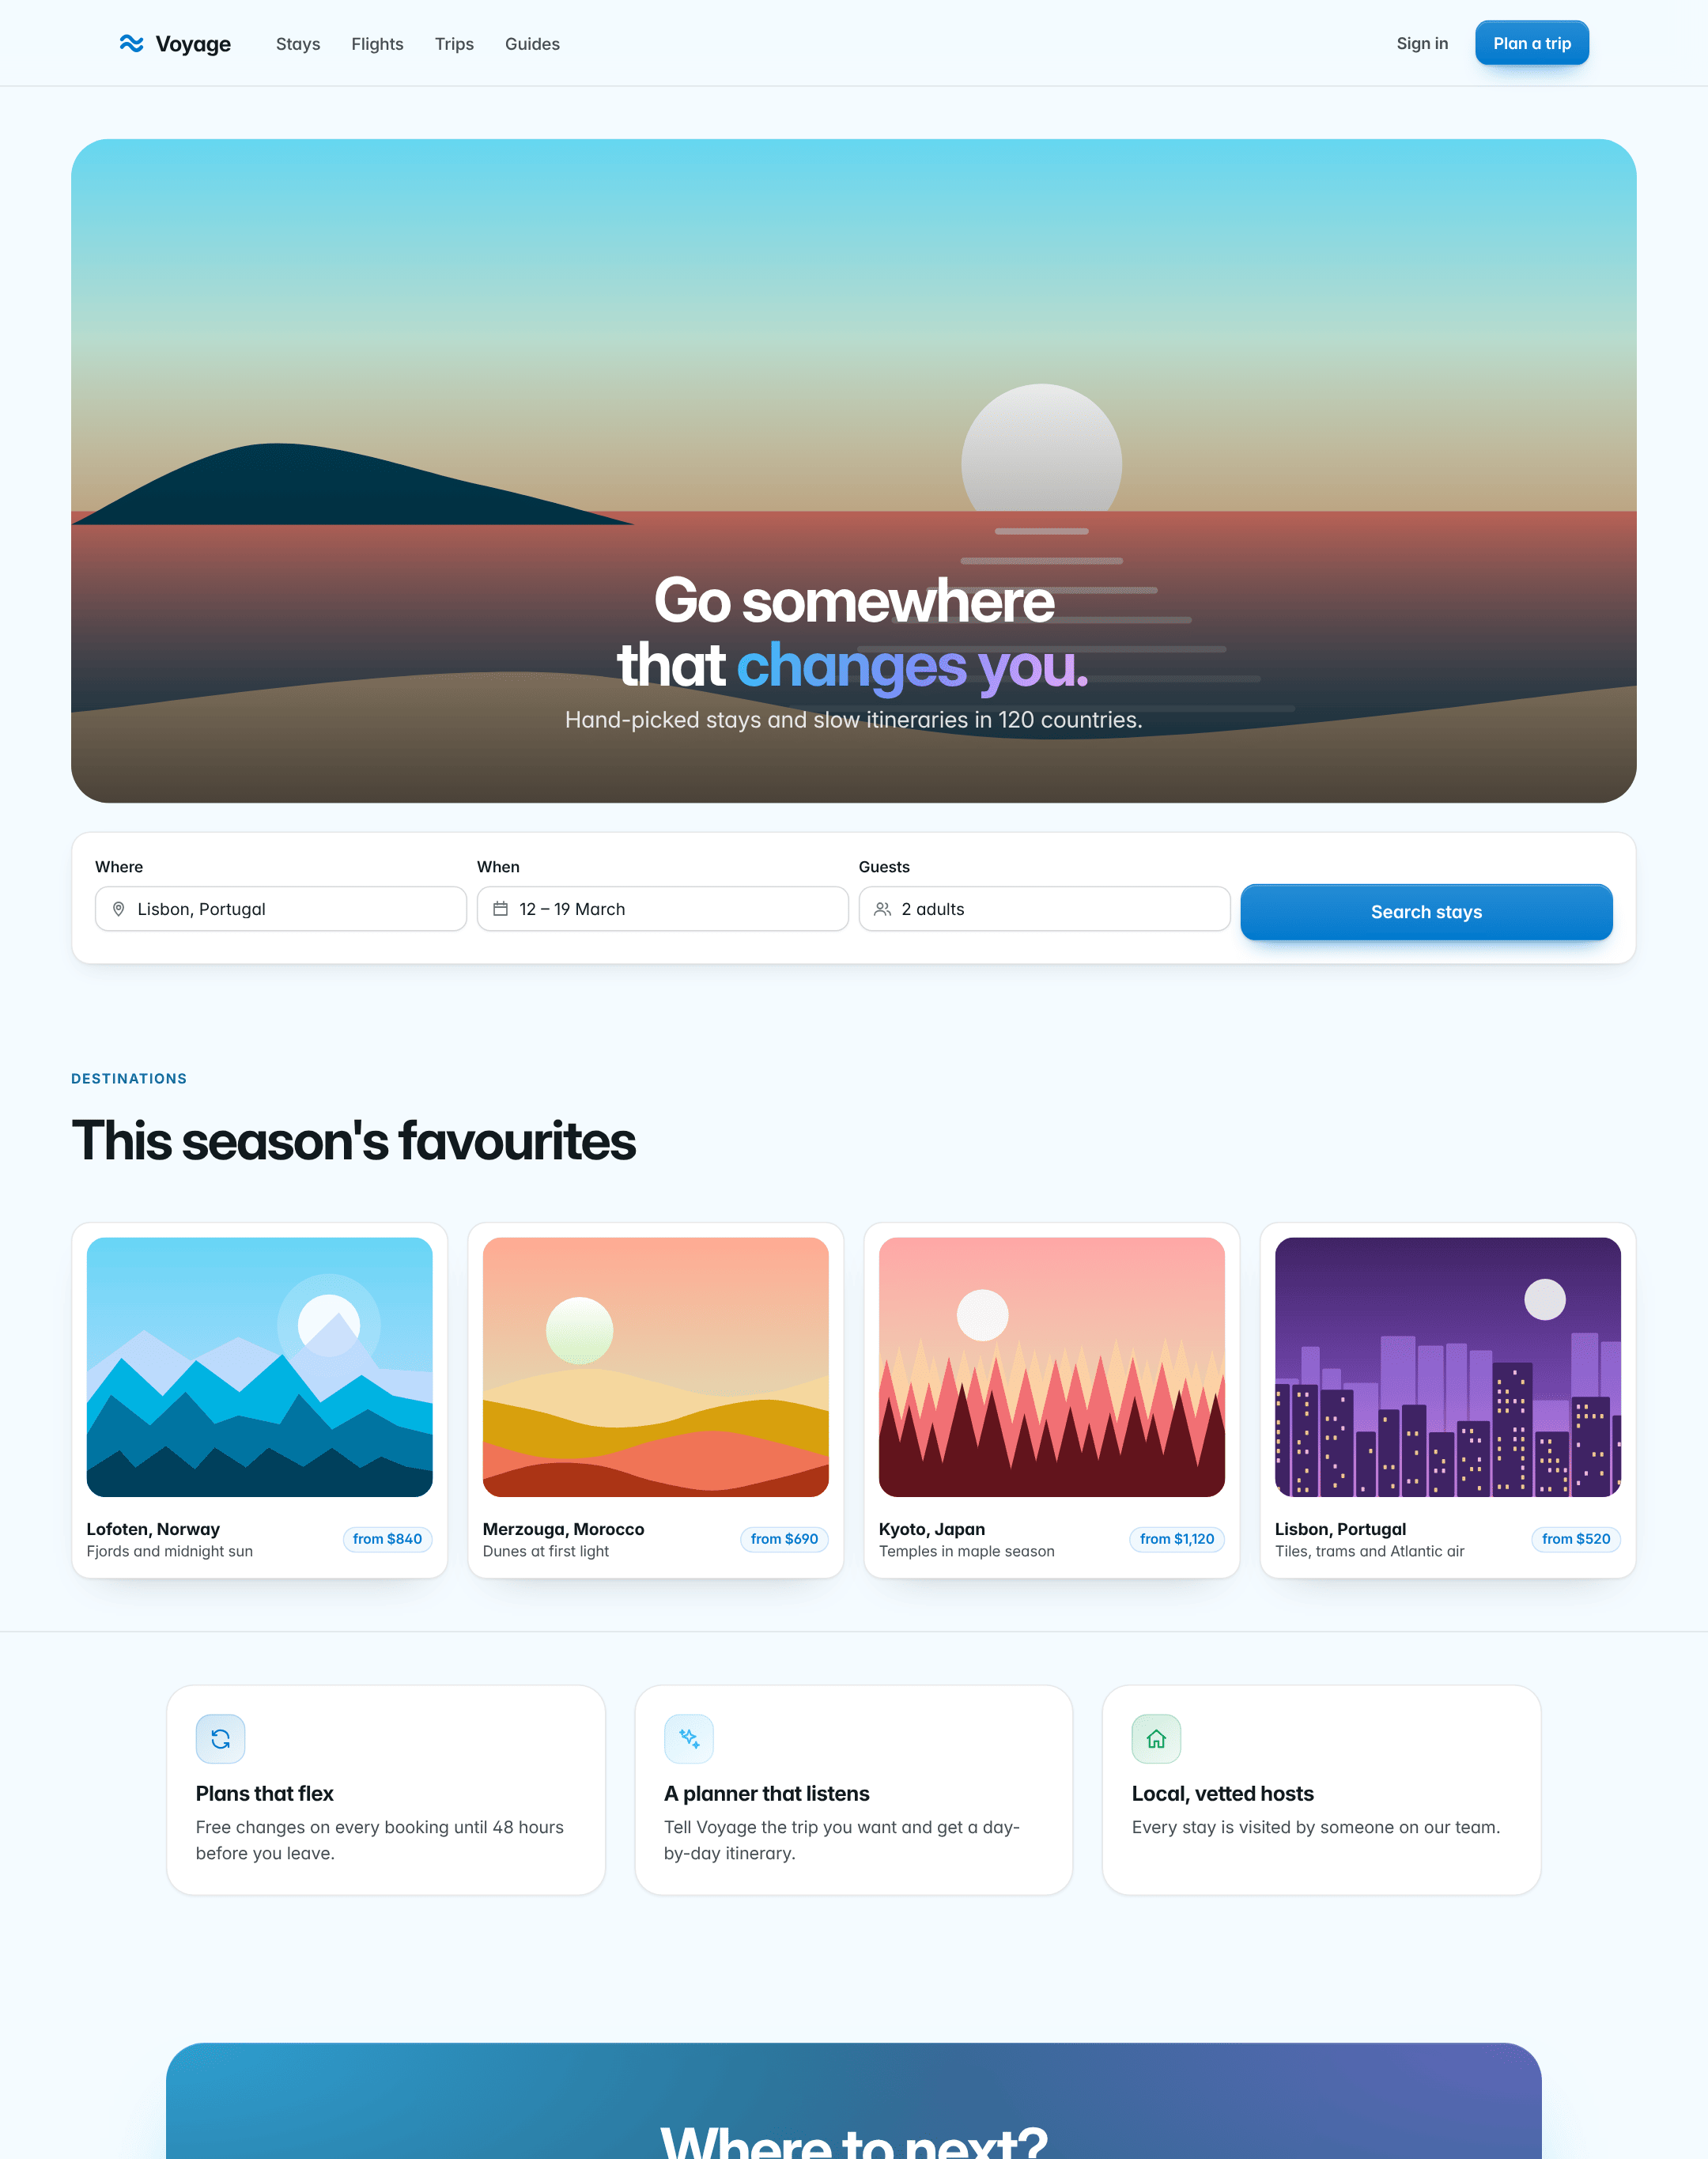 Voyage
Stays
Flights
Trips
Guides
Sign in
Plan a trip
Go somewhere
that changes you.
Hand-picked stays and slow itineraries in 120 countries.
Where
Lisbon, Portugal
When
12 – 19 March
Guests
2 adults
Search stays
DESTINATIONS
This season's favourites
Lofoten, Norway
Fjords and midnight sun
from $840
Merzouga, Morocco
Dunes at first light
from $690
Kyoto, Japan
Temples in maple season
from $1,120
Lisbon, Portugal
Tiles, trams and Atlantic air
from $520
Plans that flex
Free changes on every booking until 48 hours
before you leave.
A planner that listens
Tell Voyage the trip you want and get a day-
by-day itinerary.
Local, vetted hosts
Every stay is visited by someone on our team.
Where to next?